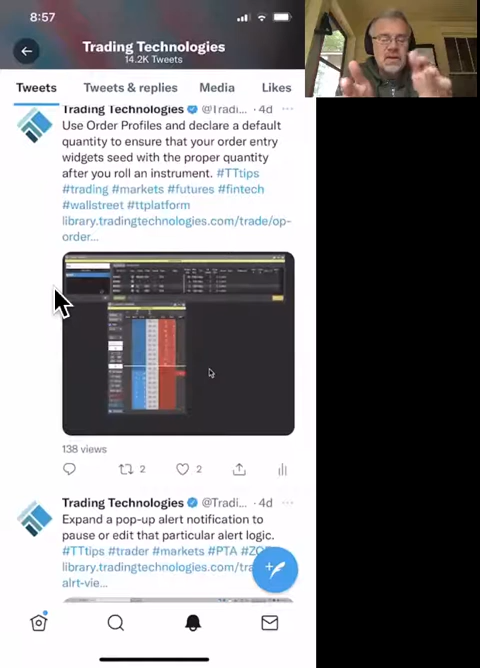 8:57
Trading Technologies
14.2K Tweets
Tweets
Tweets & replies
Media
Likes
Trading Technologies @Tradi... · 4d
Use Order Profiles and declare a default
quantity to ensure that your order entry
widgets seed with the proper quantity
after you roll an instrument. #TTtips
#trading #markets #futures #fintech
#wallstreet #ttplatform
library.tradingtechnologies.com/trade/op-
order...
138 views
2
2
Trading Technologies @Tradi... · 4d
Expand a pop-up alert notification to
pause or edit that particular alert logic.
#TTtips #trader #markets #PTA
library.tradingtechnologies.com/
alrt-vie...